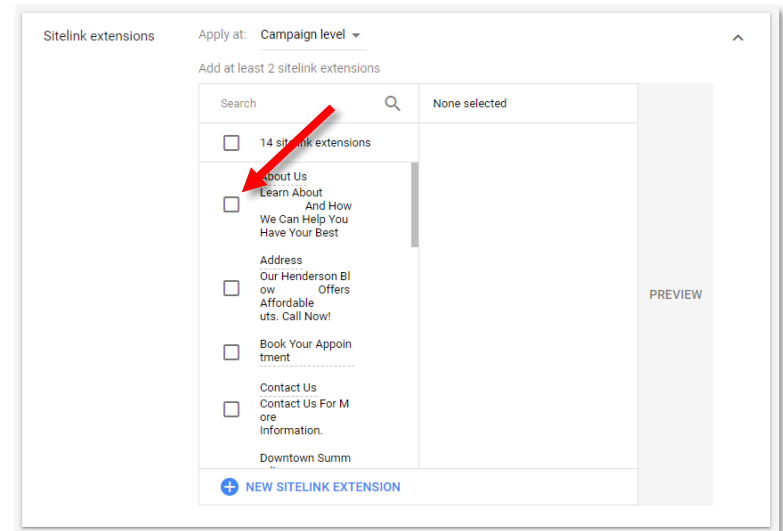 Sitelink extensions
Apply at: Campaign level
Add at least 2 sitelink extensions
Search
None selected
14 sitelink extensions
About Us
Learn About
And How
We Can Help You
Have Your Best
Address
Our Henderson Bl
ow Offers
Affordable
uts. Call Now!
Book Your Appoin
tment
Contact Us
Contact Us For M
ore
Information.
Downtown Summ
NEW SITELINK EXTENSION
PREVIEW